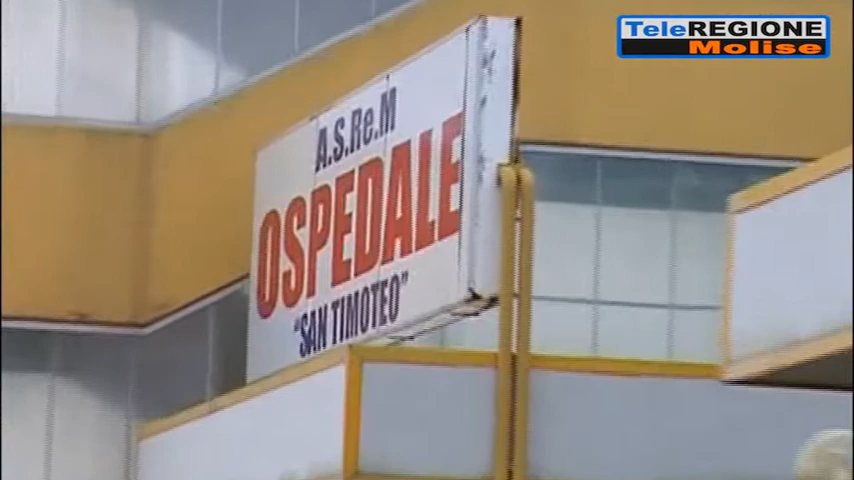 TeleREGIONE
Molise
A.S.Re.M
OSPEDALE
"SAN TIMOTEO"